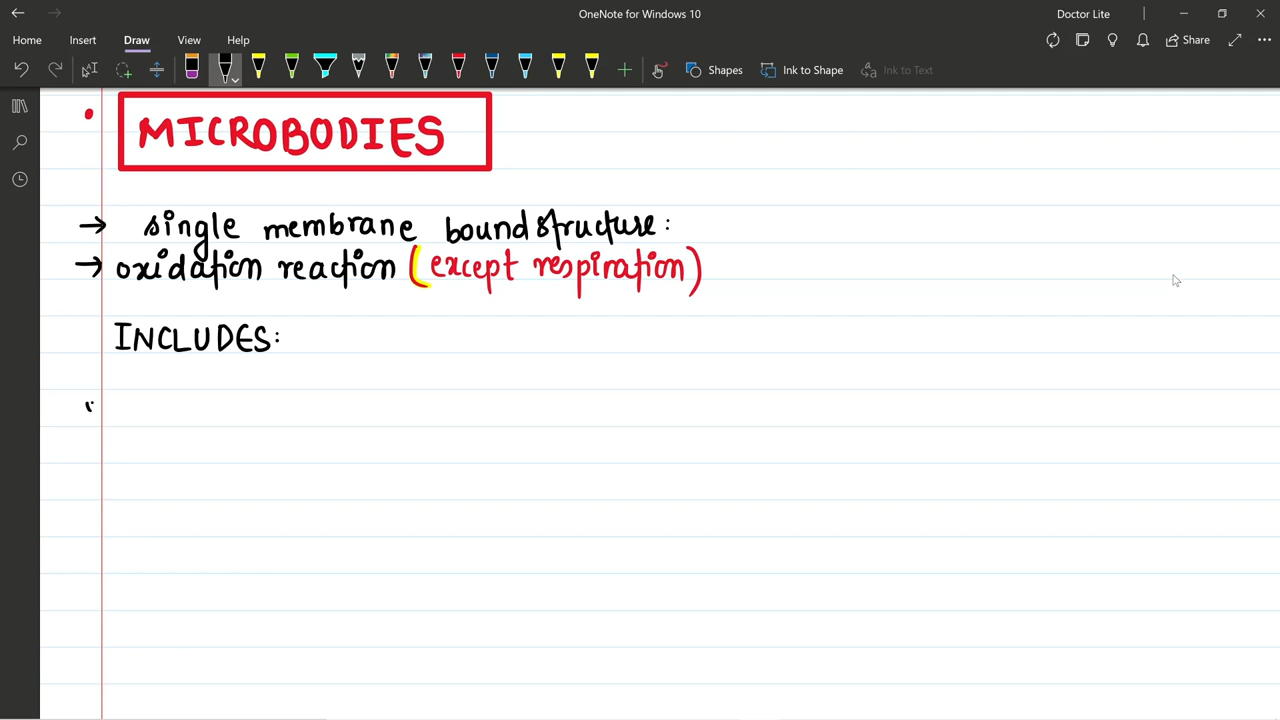 OneNote for Windows 10
Doctor Lite
Home Insert Draw View Help
Share
Shapes Ink to Shape Ink to Text
• MICROBODIES
→ single membrane bound structure:
→ oxidation reaction (except respiration)
INCLUDES: